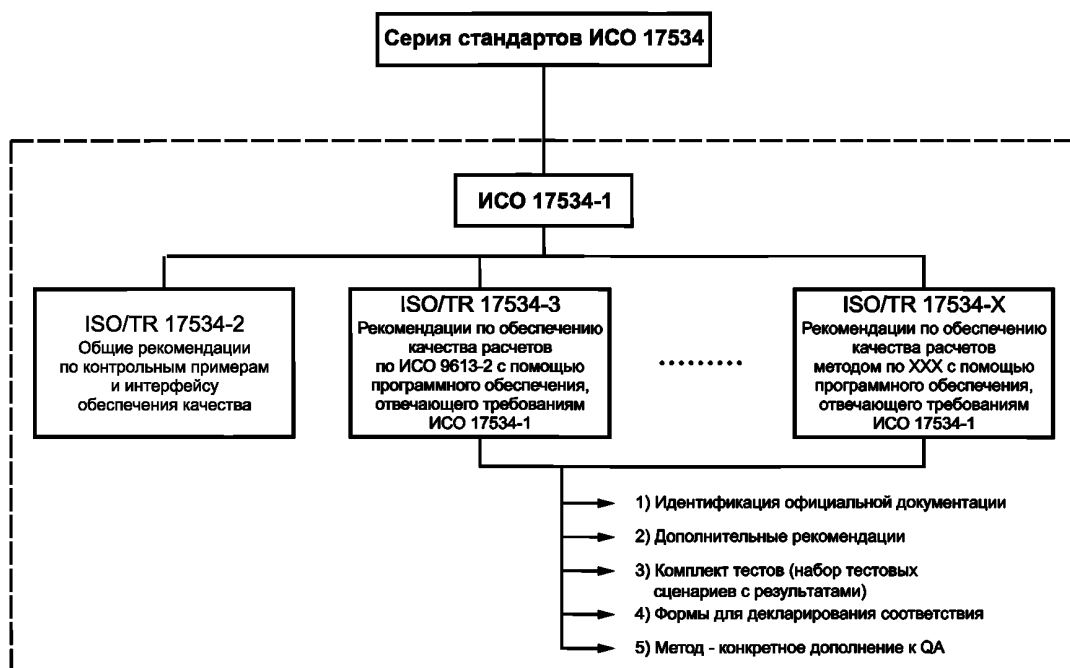 Серия стандартов ИСО 17534
ИСО 17534-1
ISO/TR 17534-2
Общие рекомендации
по контрольным примерам
и интерфейсу
обеспечения качества
ISO/TR 17534-3
Рекомендации по обеспечению
качества расчетов
по ИСО 9613-2 с помощью
программного обеспечения,
отвечающего требованиям
ИСО 17534-1
ISO/TR 17534-X
Рекомендации по обеспечению
качества расчетов
методом по XXX с помощью
программного обеспечения,
отвечающего требованиям
ИСО 17534-1
1) Идентификация официальной документации
2) Дополнительные рекомендации
3) Комплект тестов (набор тестовых
сценариев с результатами)
4) Формы для декларирования соответствия
5) Метод - конкретное дополнение к QA